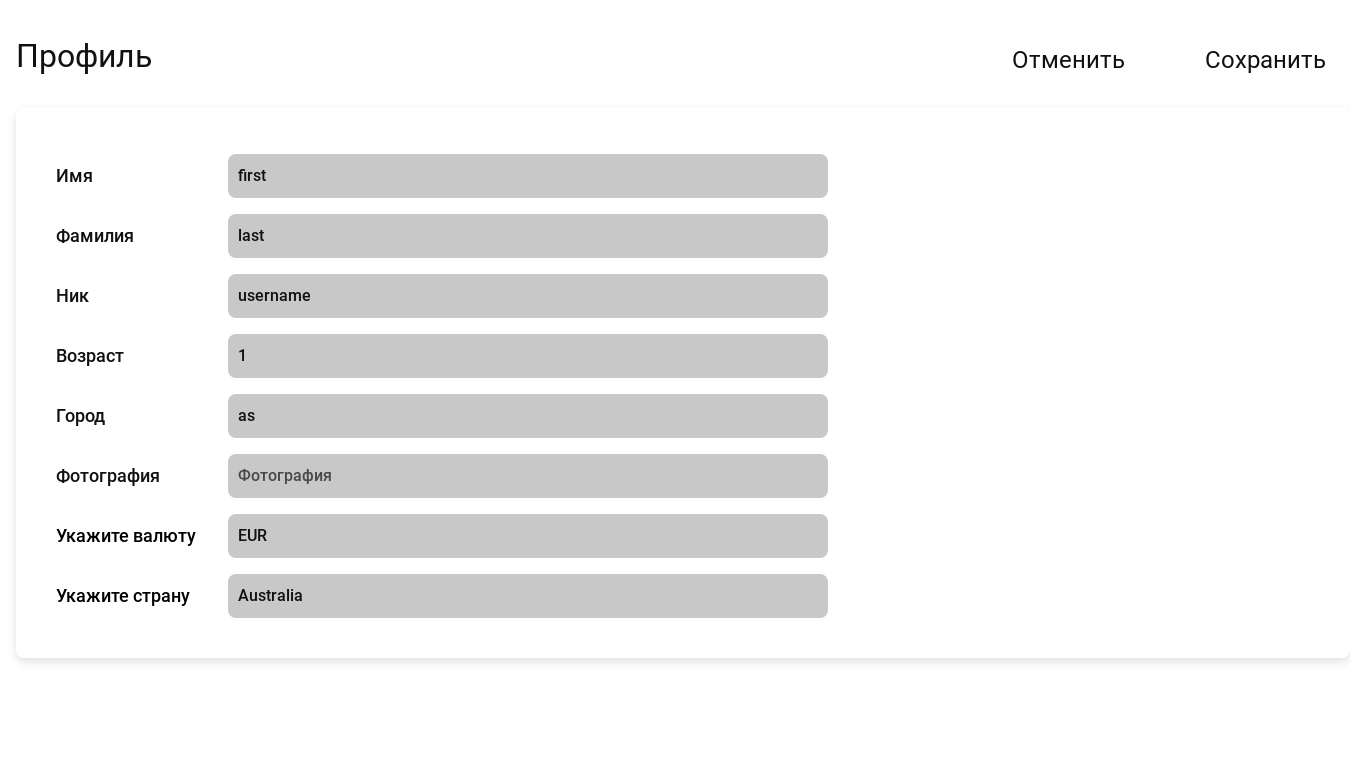 Профиль
Отменить
Сохранить
Имя
first
Фамилия
last
Ник
username
Возраст
1
Город
as
Фотография
Фотография
Укажите валюту
EUR
Укажите страну
Australia